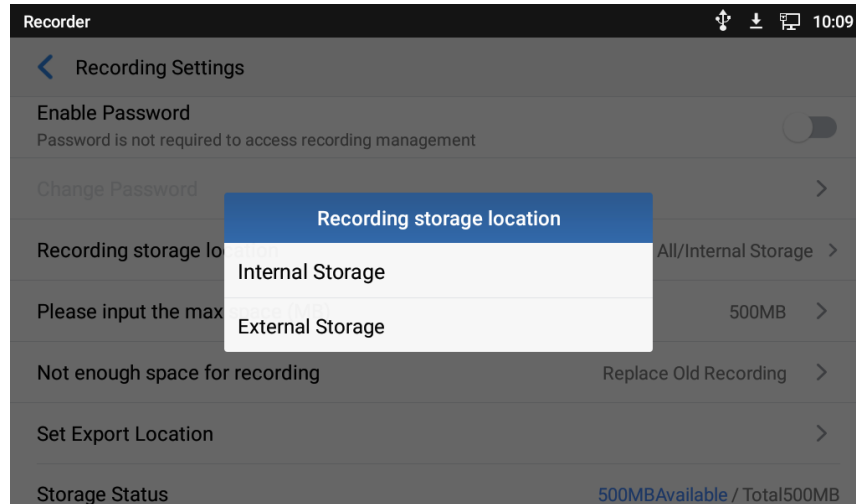 Recorder 10:09
Recording Settings
Enable Password
Password is not required to access recording management
Change Password
Recording storage location
Recording storage lo All/Internal Storage
Internal Storage
Please input the max space (MB) 500MB
External Storage
Not enough space for recording Replace Old Recording
Set Export Location
Storage Status 500MBAvailable / Total500MB